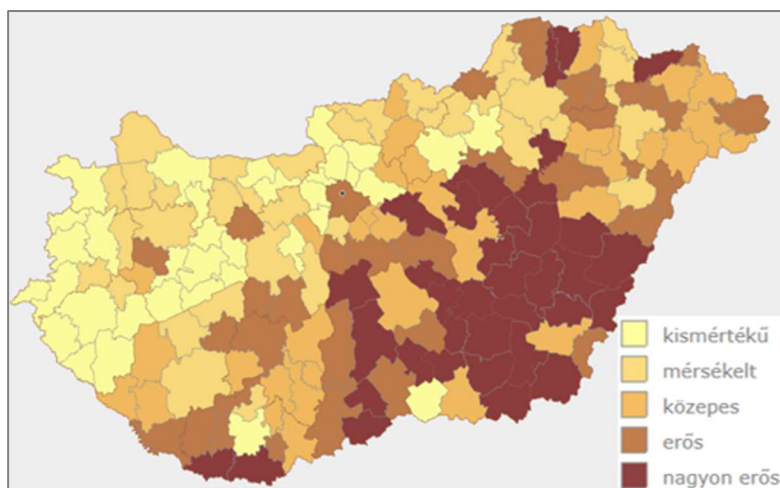 kismértékű
mérsékelt
közepes
erős
nagyon erős